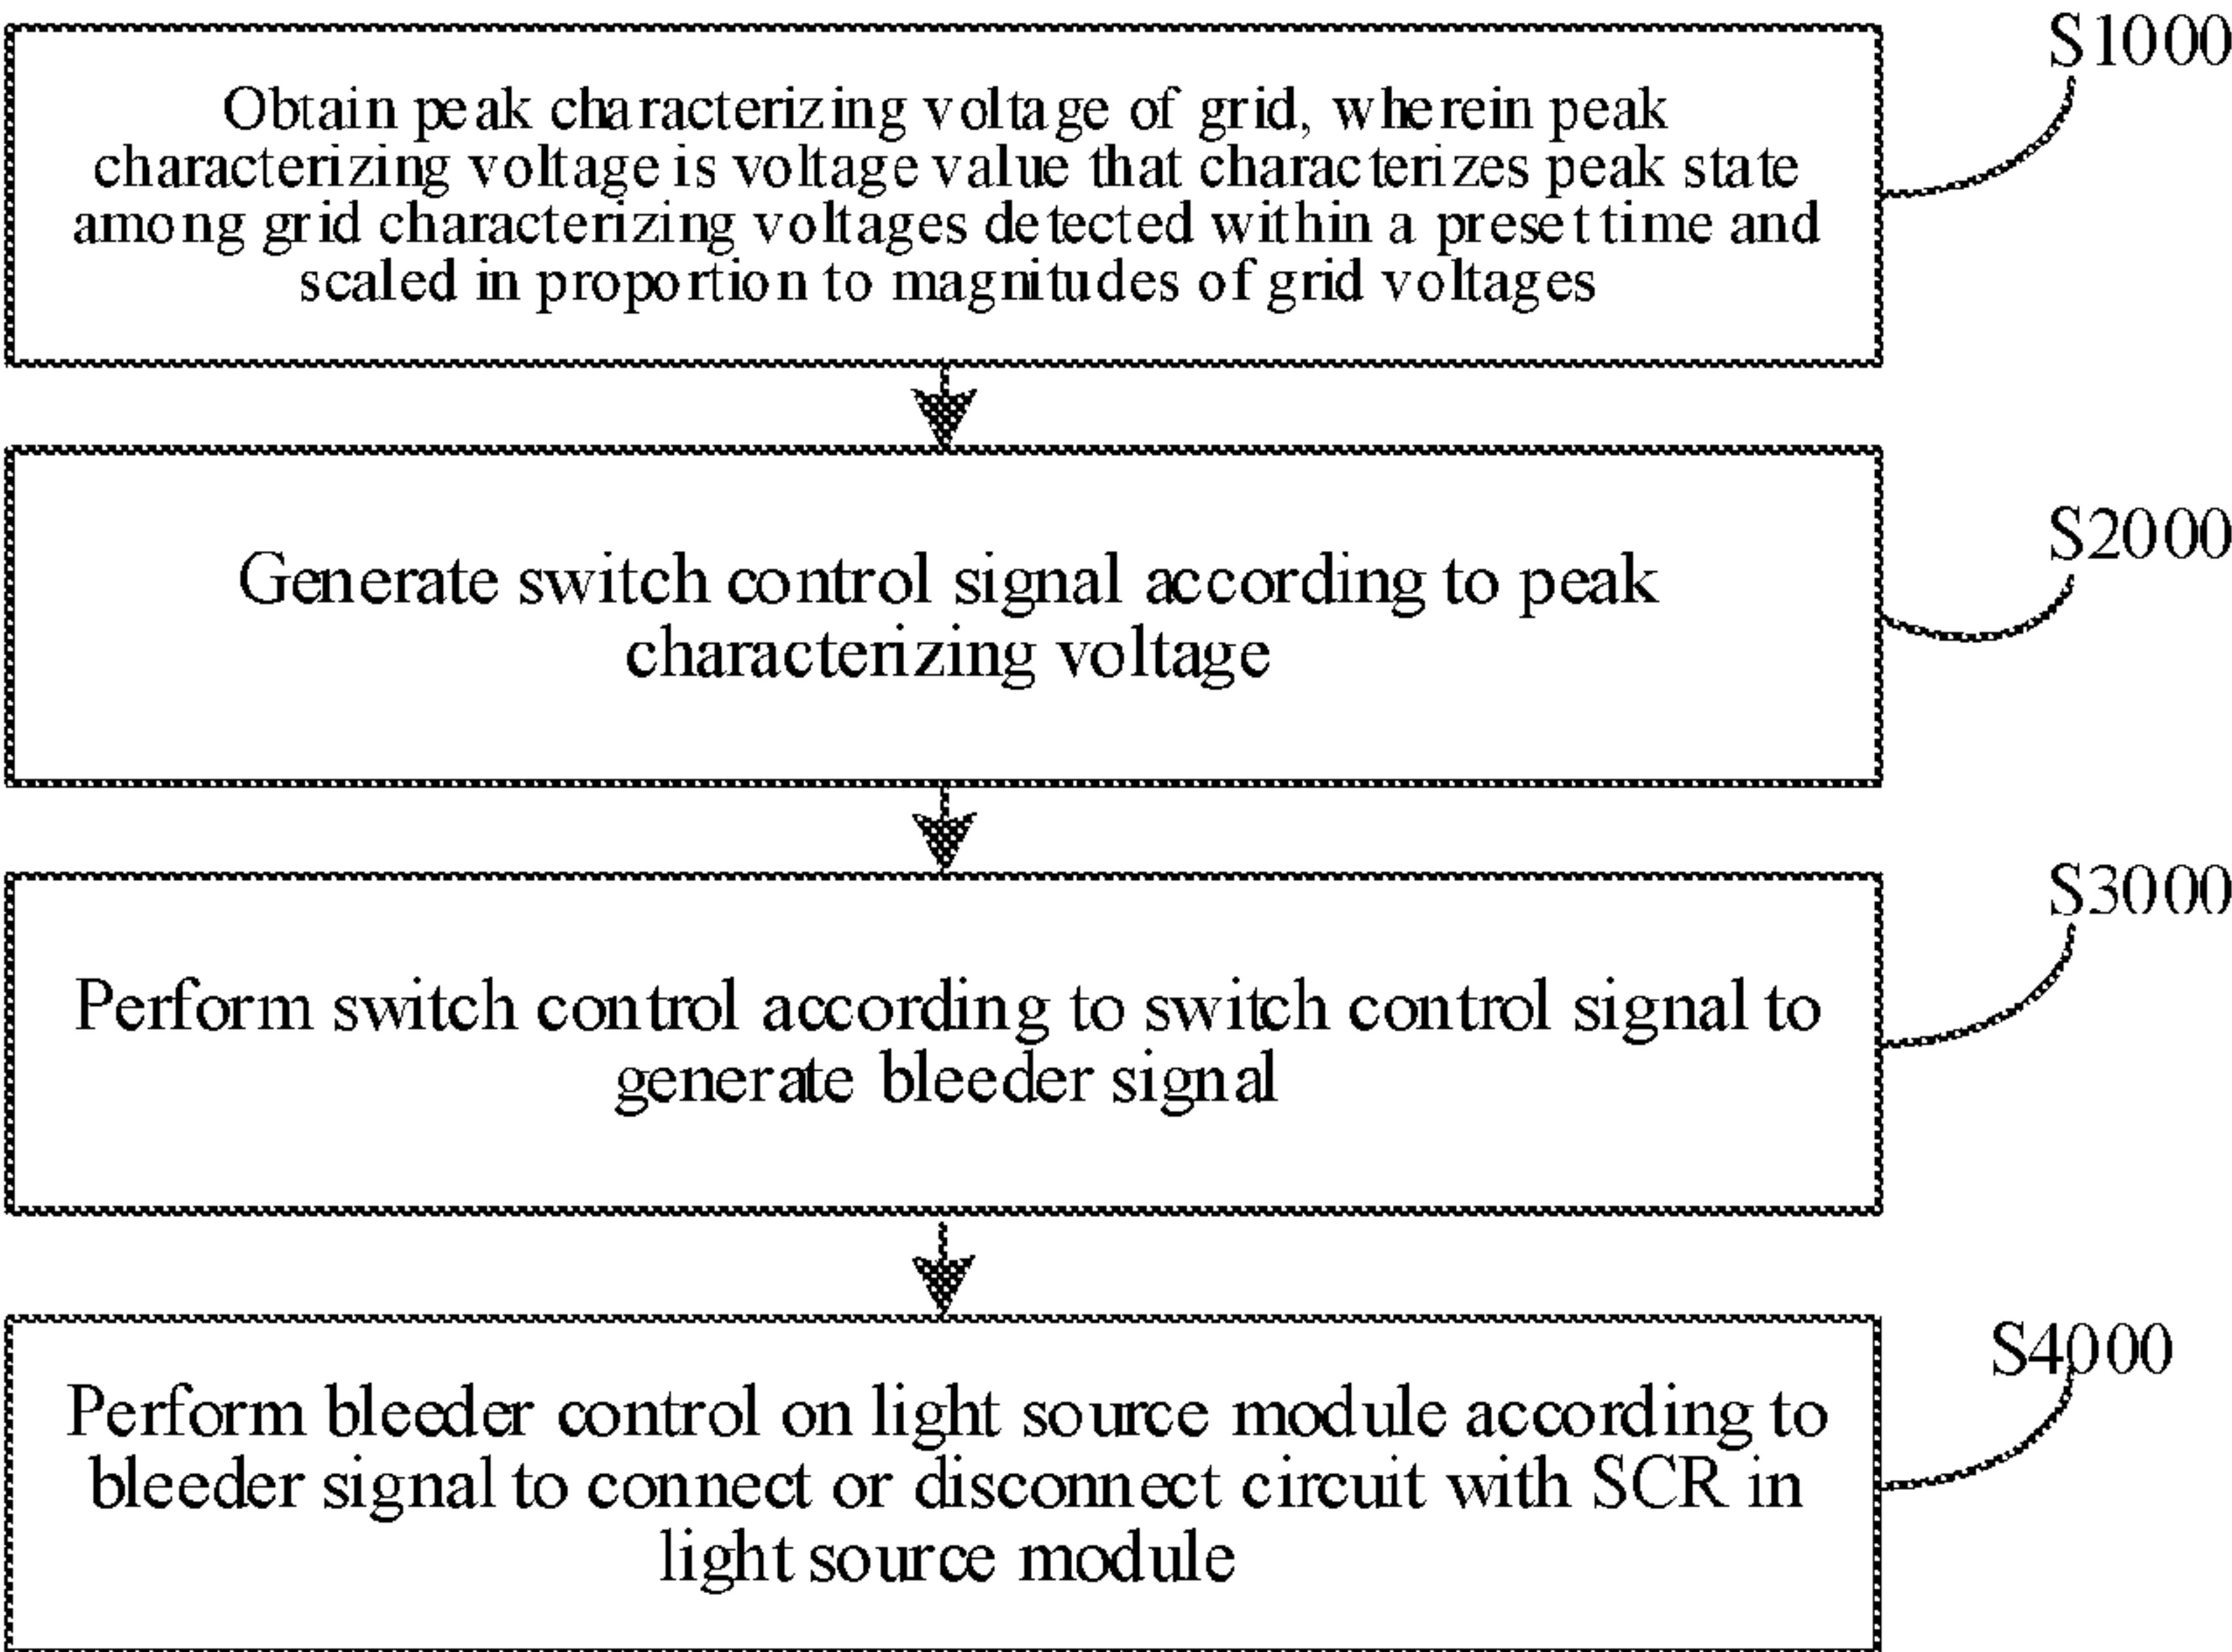 S1000
Obtain peak characterizing voltage of grid, wherein peak
characterizing voltage is voltage value that characterizes peak state
among grid characterizing voltages detected within a preset time and
scaled in proportion to magnitudes of grid voltages
S2000
Generate switch control signal according to peak
characterizing voltage
S3000
Perform switch control according to switch control signal to
generate bleeder signal
S4000
Perform bleeder control on light source module according to
bleeder signal to connect or disconnect circuit with SCR in
light source module